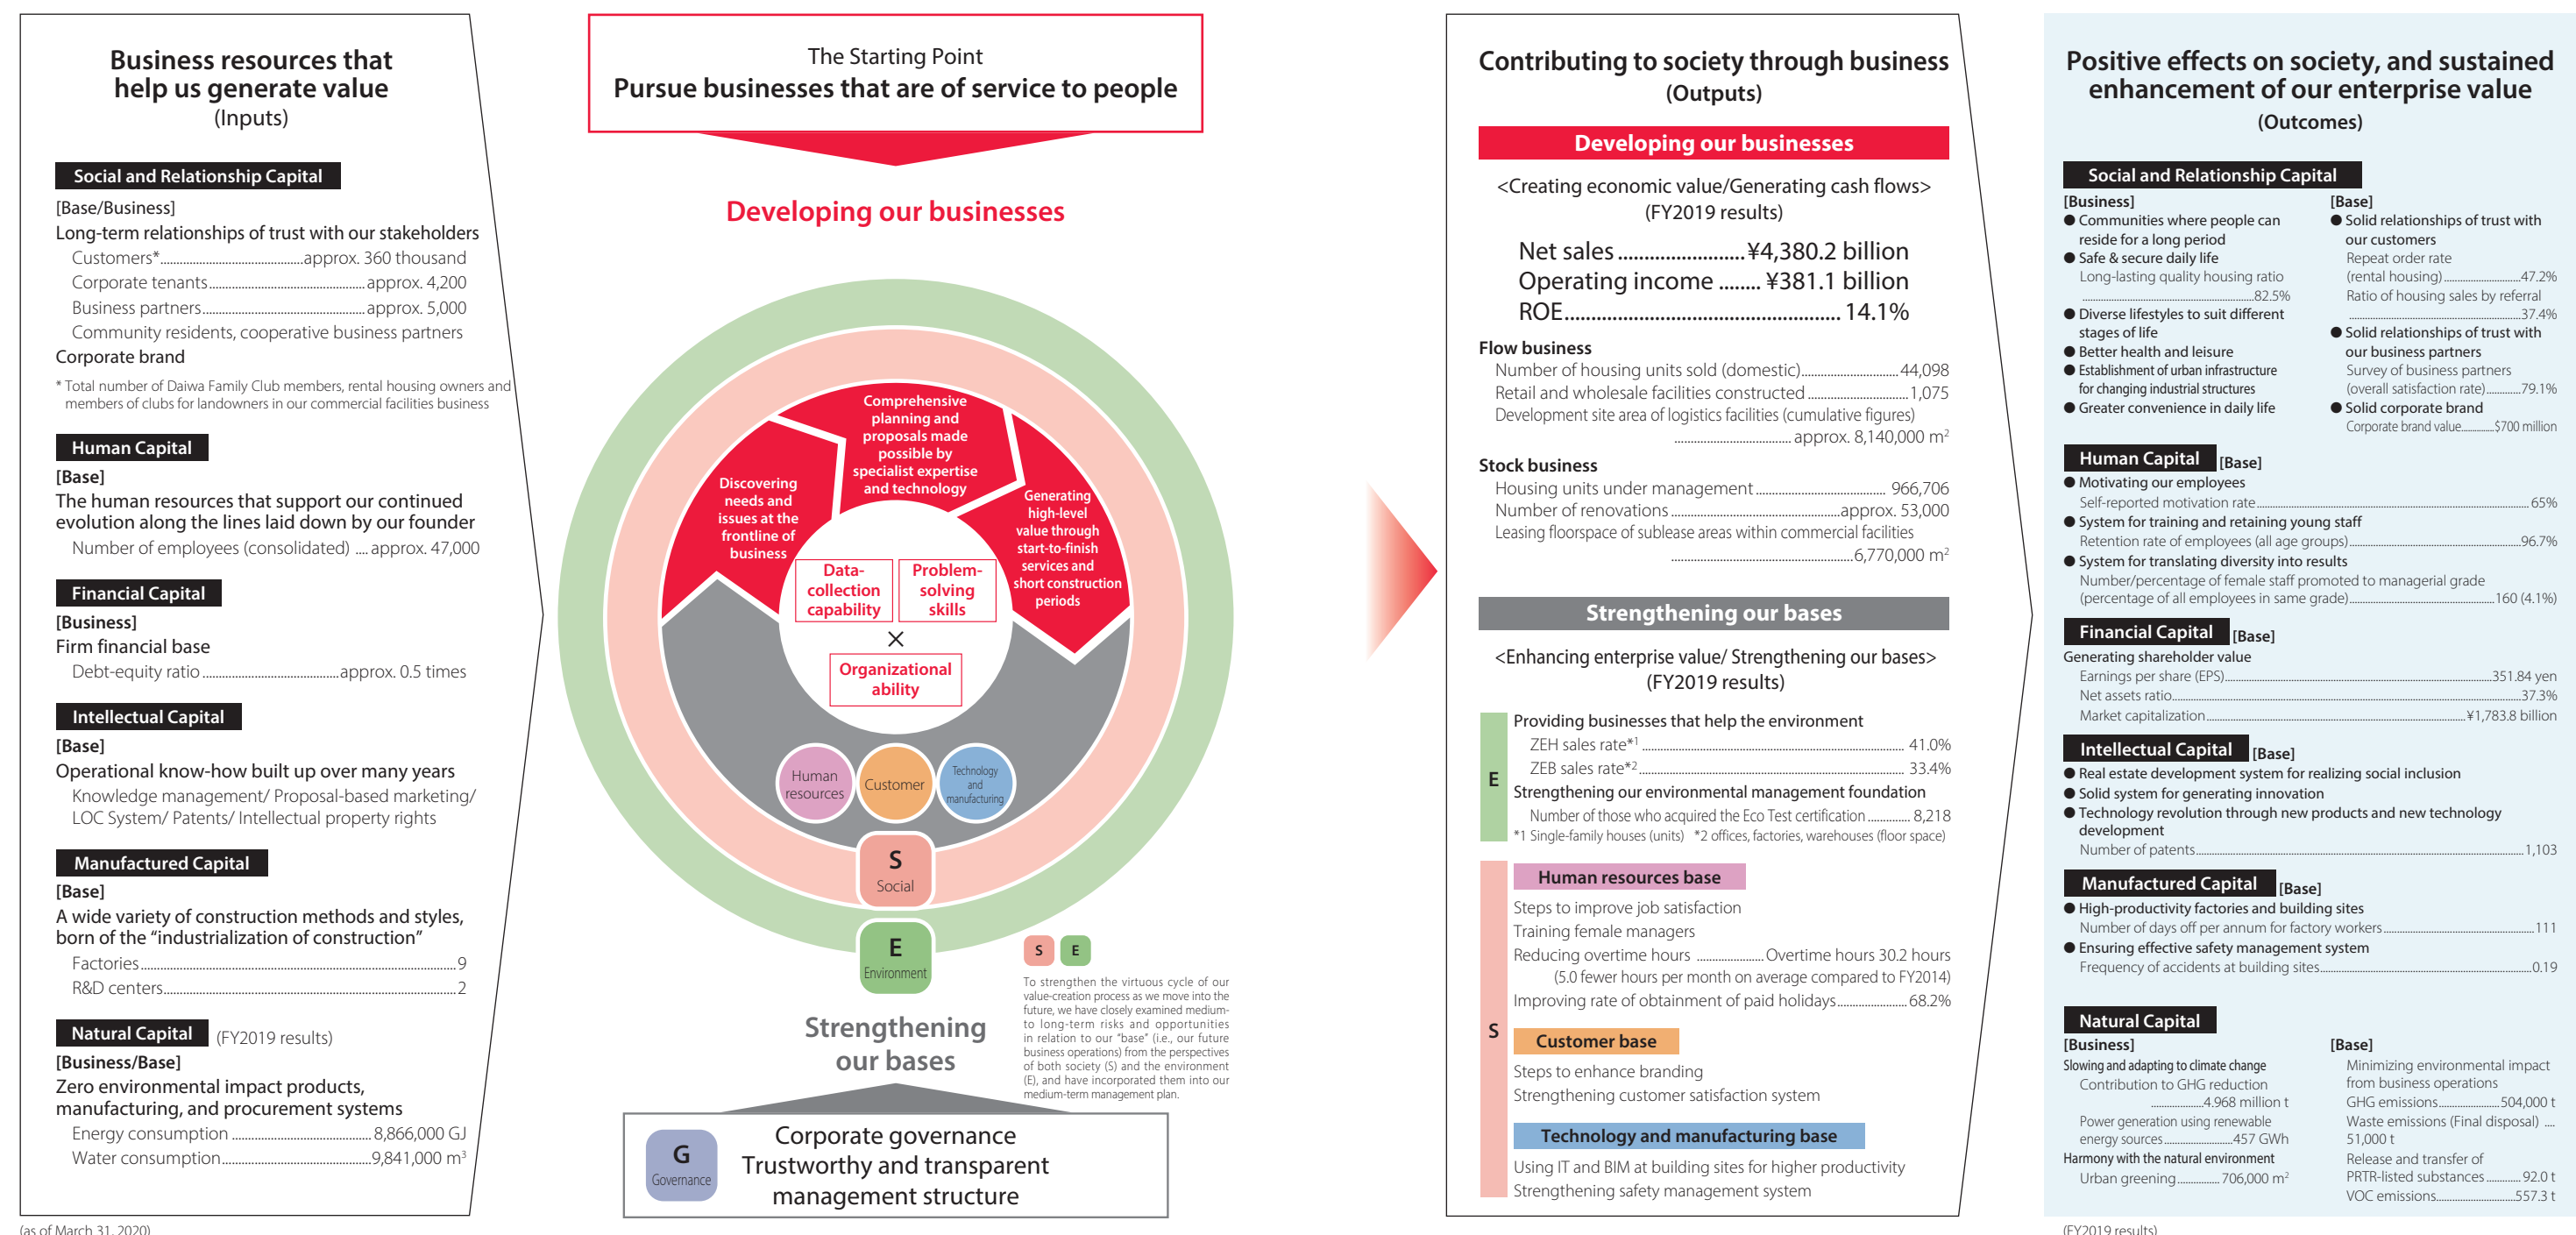 Business resources that
help us generate value
(Inputs)
Social and Relationship Capital
[Base/Business]
Long-term relationships of trust with our stakeholders
Customers*..........approx. 360 thousand
Corporate tenants..........approx. 4,200
Business partners..........approx. 5,000
Community residents, cooperative business partners
Corporate brand
* Total number of Daiwa Family Club members, rental housing owners and
members of clubs for landowners in our commercial facilities business
Human Capital
[Base]
The human resources that support our continued
evolution along the lines laid down by our founder
Number of employees (consolidated) .... approx. 47,000
Financial Capital
[Business]
Firm financial base
Debt-equity ratio..........approx. 0.5 times
Intellectual Capital
[Base]
Operational know-how built up over many years
Knowledge management/ Proposal-based marketing/
LOC System/ Patents/ Intellectual property rights
Manufactured Capital
[Base]
A wide variety of construction methods and styles,
born of the “industrialization of construction”
Factories..........9
R&D centers..........2
Natural Capital (FY2019 results)
[Business/Base]
Zero environmental impact products,
manufacturing, and procurement systems
Energy consumption..........8,866,000 GJ
Water consumption..........9,841,000 m³
(as of March 31, 2020)
The Starting Point
Pursue businesses that are of service to people
Developing our businesses
Discovering
needs and
issues at the
frontline of
business
Comprehensive
planning and
proposals made
possible by
specialist expertise
and technology
Generating
high-level
value through
start-to-finish
services and
short construction
periods
Data-
collection
capability
Problem-
solving
skills
×
Organizational
ability
Human
resources
Customer
Technology
and
manufacturing
S
Social
E
Environment
S E
To strengthen the virtuous cycle of our
value-creation process as we move into the
future, we have closely examined medium-
to long-term risks and opportunities
in relation to our “base” (i.e., our future
business operations) from the perspectives
of both society (S) and the environment
(E), and have incorporated them into our
medium-term management plan.
Strengthening
our bases
G
Governance
Corporate governance
Trustworthy and transparent
management structure
Contributing to society through business
(Outputs)
Developing our businesses
<Creating economic value/Generating cash flows>
(FY2019 results)
Net sales..........¥4,380.2 billion
Operating income ........ ¥381.1 billion
ROE..........14.1%
Flow business
Number of housing units sold (domestic)..........44,098
Retail and wholesale facilities constructed..........1,075
Development site area of logistics facilities (cumulative figures)
..........approx. 8,140,000 m²
Stock business
Housing units under management..........966,706
Number of renovations..........approx. 53,000
Leasing floorspace of sublease areas within commercial facilities
..........6,770,000 m²
Strengthening our bases
<Enhancing enterprise value/ Strengthening our bases>
(FY2019 results)
E
Providing businesses that help the environment
ZEH sales rate*1..........41.0%
ZEB sales rate*2..........33.4%
Strengthening our environmental management foundation
Number of those who acquired the Eco Test certification..........8,218
*1 Single-family houses (units) *2 offices, factories, warehouses (floor space)
S
Human resources base
Steps to improve job satisfaction
Training female managers
Reducing overtime hours..........Overtime hours 30.2 hours
(5.0 fewer hours per month on average compared to FY2014)
Improving rate of obtainment of paid holidays..........68.2%
Customer base
Steps to enhance branding
Strengthening customer satisfaction system
Technology and manufacturing base
Using IT and BIM at building sites for higher productivity
Strengthening safety management system
Positive effects on society, and sustained
enhancement of our enterprise value
(Outcomes)
Social and Relationship Capital
[Business]
● Communities where people can
reside for a long period
● Safe & secure daily life
Long-lasting quality housing ratio
..........82.5%
● Diverse lifestyles to suit different
stages of life
● Better health and leisure
● Establishment of urban infrastructure
for changing industrial structures
● Greater convenience in daily life
[Base]
● Solid relationships of trust with
our customers
Repeat order rate
(rental housing)..........47.2%
Ratio of housing sales by referral
..........37.4%
● Solid relationships of trust with
our business partners
Survey of business partners
(overall satisfaction rate)..........79.1%
● Solid corporate brand
Corporate brand value..........$700 million
Human Capital [Base]
● Motivating our employees
Self-reported motivation rate..........65%
● System for training and retaining young staff
Retention rate of employees (all age groups)..........96.7%
● System for translating diversity into results
Number/percentage of female staff promoted to managerial grade
(percentage of all employees in same grade)..........160 (4.1%)
Financial Capital [Base]
Generating shareholder value
Earnings per share (EPS)..........351.84 yen
Net assets ratio..........37.3%
Market capitalization..........¥1,783.8 billion
Intellectual Capital [Base]
● Real estate development system for realizing social inclusion
● Solid system for generating innovation
● Technology revolution through new products and new technology
development
Number of patents..........1,103
Manufactured Capital [Base]
● High-productivity factories and building sites
Number of days off per annum for factory workers..........111
● Ensuring effective safety management system
Frequency of accidents at building sites..........0.19
Natural Capital
[Business]
Slowing and adapting to climate change
Contribution to GHG reduction
..........4.968 million t
Power generation using renewable
energy sources..........457 GWh
Harmony with the natural environment
Urban greening..........706,000 m²
[Base]
Minimizing environmental impact
from business operations
GHG emissions..........504,000 t
Waste emissions (Final disposal) ....
51,000 t
Release and transfer of
PRTR-listed substances..........92.0 t
VOC emissions..........557.3 t
(FY2019 results)